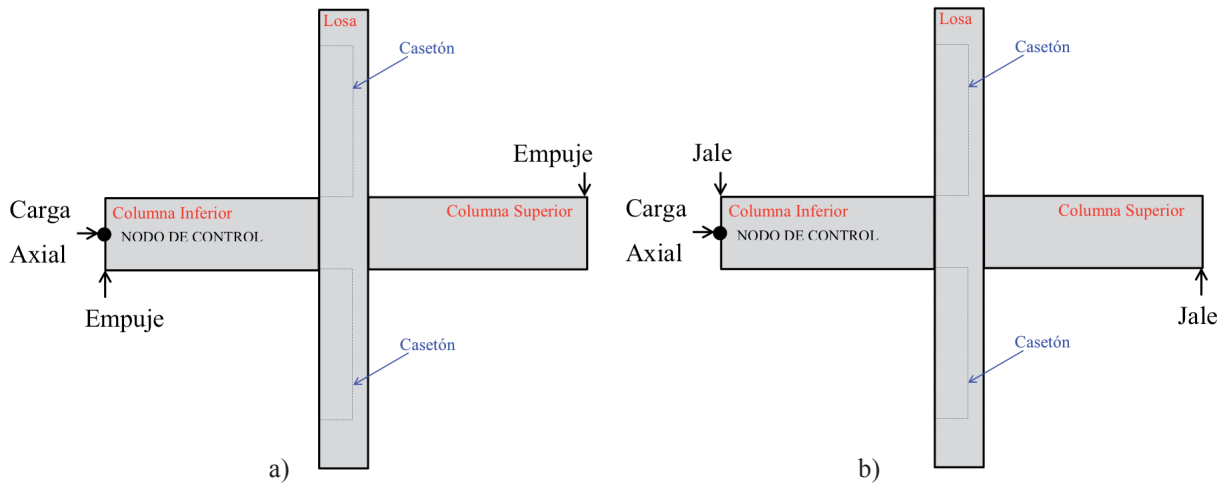 Losa
Casetón
Empuje
Carga
Axial
Columna Inferior
Columna Superior
NODO DE CONTROL
Empuje
Casetón
a)
Losa
Casetón
Jale
Carga
Axial
Columna Inferior
Columna Superior
NODO DE CONTROL
Jale
Casetón
b)